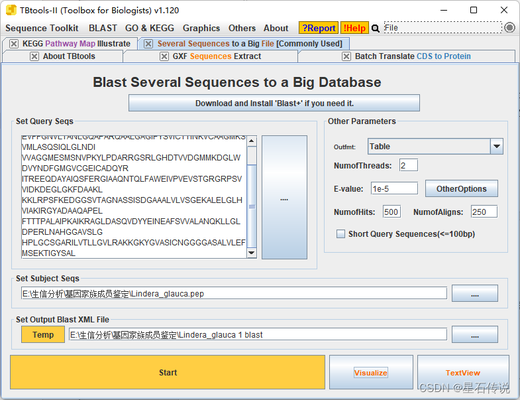 TBtools-II (Toolbox for Biologists) v1.120
Sequence Toolkit BLAST GO & KEGG Graphics Others About ?Report !Help File
KEGG Pathway Map Illustrate Several Sequences to a Big File [Commonly Used]
About TBtools GXF Sequences Extract Batch Translate CDS to Protein
Blast Several Sequences to a Big Database
Download and Install 'Blast+' if you need it.
Set Query Seqs
VMLASQSIQLGLNDI
VVAGGMESMSNVPKYLPDARRGSRLGHDTVVDGMMKDGLW
DVYNDFGMGVCGEICADQYR
ITREEQDAYAIQSFERGIAAQNTQLFAWEIVPVEVSTGRGRPSV
VIDKDEGLGKFDAAKL
KKLRPSFKEDGGSVTAGNASSISDGAAALVLVSGEKALELGLH
VIAKIRGYADAAQAPEL
FTTTPALAIPKAIKRAGLDASQVDYYEINEAFSVVALANQKLLGL
DPERLNAHGGAVSLG
HPLGCSGARILVTLLGVLRAKKGKYGVASICNGGGGASALVLEF
MSEKTIGYSAL
....
Other Parameters
Outfmt: Table
NumofThreads: 2
E-value: 1e-5 OtherOptions
NumofHits: 500 NumofAligns: 250
Short Query Sequences(<=100bp)
Set Subject Seqs
E:\生信分析\基因家族成员鉴定\Lindera_glauca.pep ....
Set Output Blast XML File
Temp E:\生信分析\基因家族成员鉴定\Lindera_glauca 1 blast ....
Start Visualize TextView
CSDN @星石传说